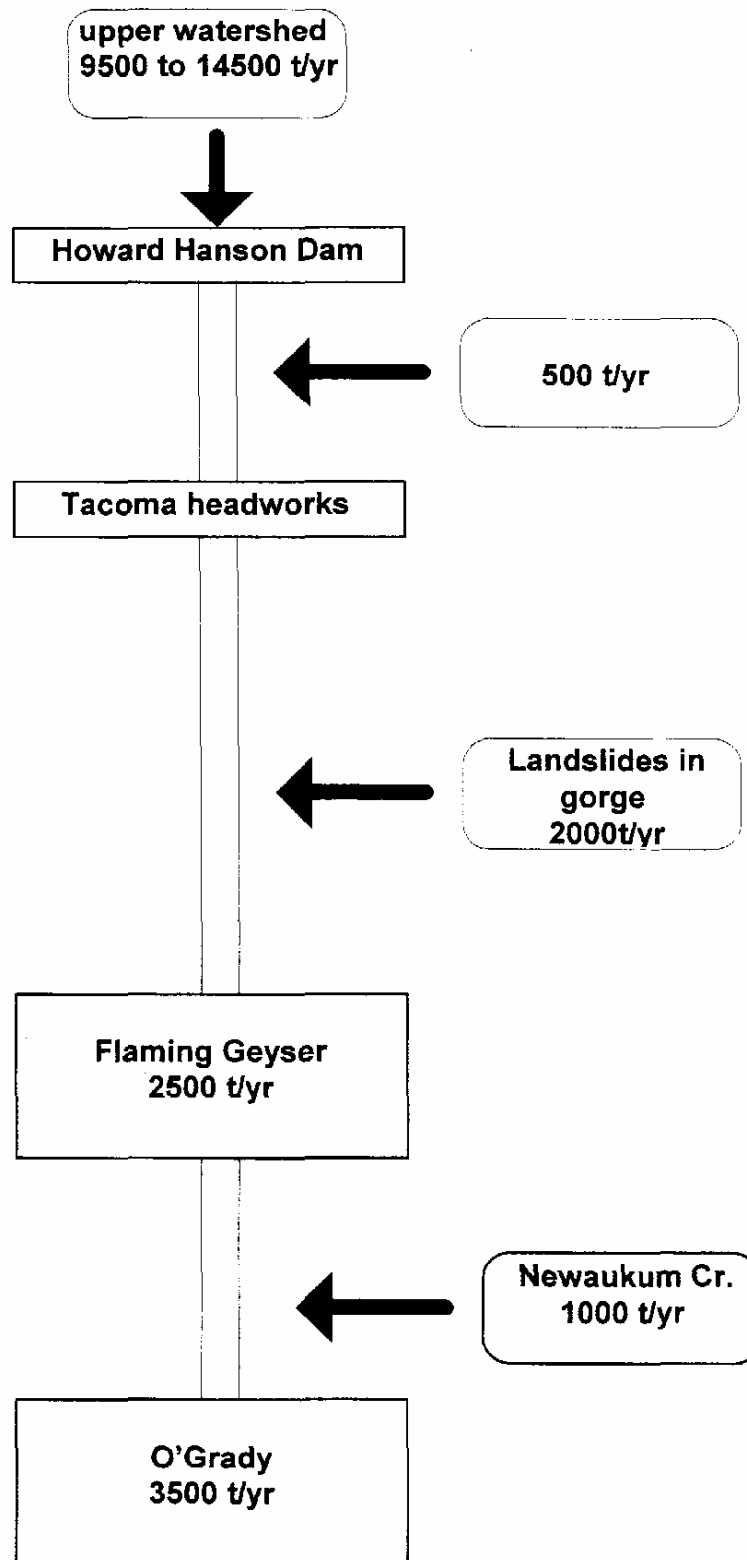 upper watershed
9500 to 14500 t/yr
Howard Hanson Dam
500 t/yr
Tacoma headworks
Landslides in
gorge
2000t/yr
Flaming Geyser
2500 t/yr
Newaukum Cr.
1000 t/yr
O'Grady
3500 t/yr